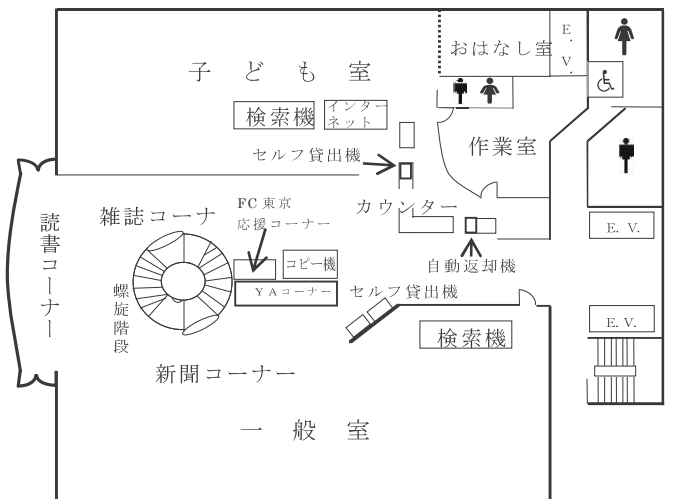 おはなし室
E. V.
子ども室
検索機
インターネット
作業室
セルフ貸出機
FC東京
応援コーナー
カウンター
雑誌コーナ
読書コーナー
E. V.
自動返却機
コピー機
YAコーナー
セルフ貸出機
螺旋階段
E. V.
検索機
新聞コーナー
一般室